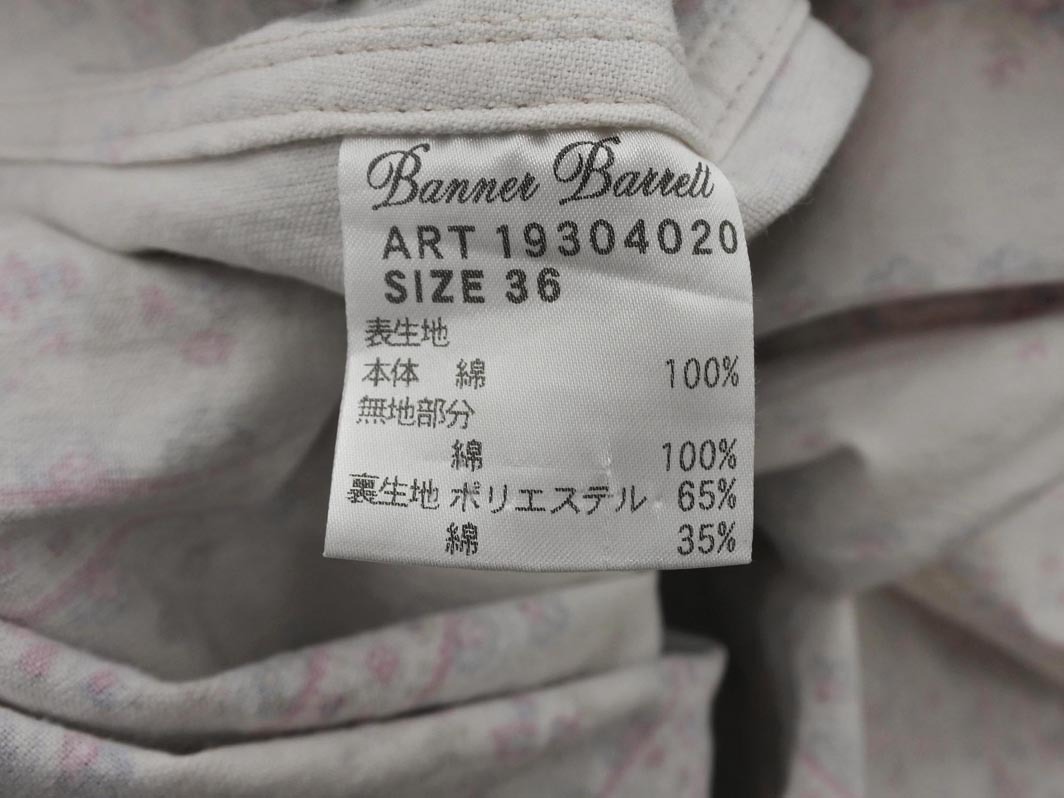 Banner Barrett
ART 19304020
SIZE 36
表生地
本体 綿 100%
無地部分
綿 100%
裏生地 ポリエステル 65%
綿 35%